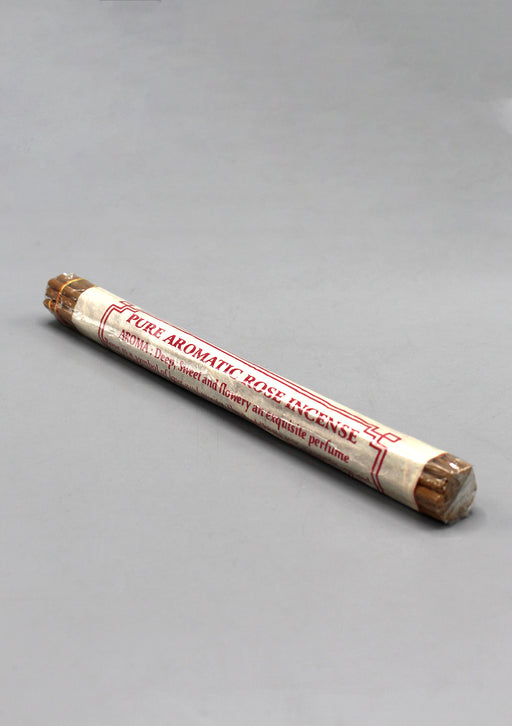 PURE AROMATIC ROSE INCENSE
AROMA : Deep, Sweet and flowery an exquisite perfume